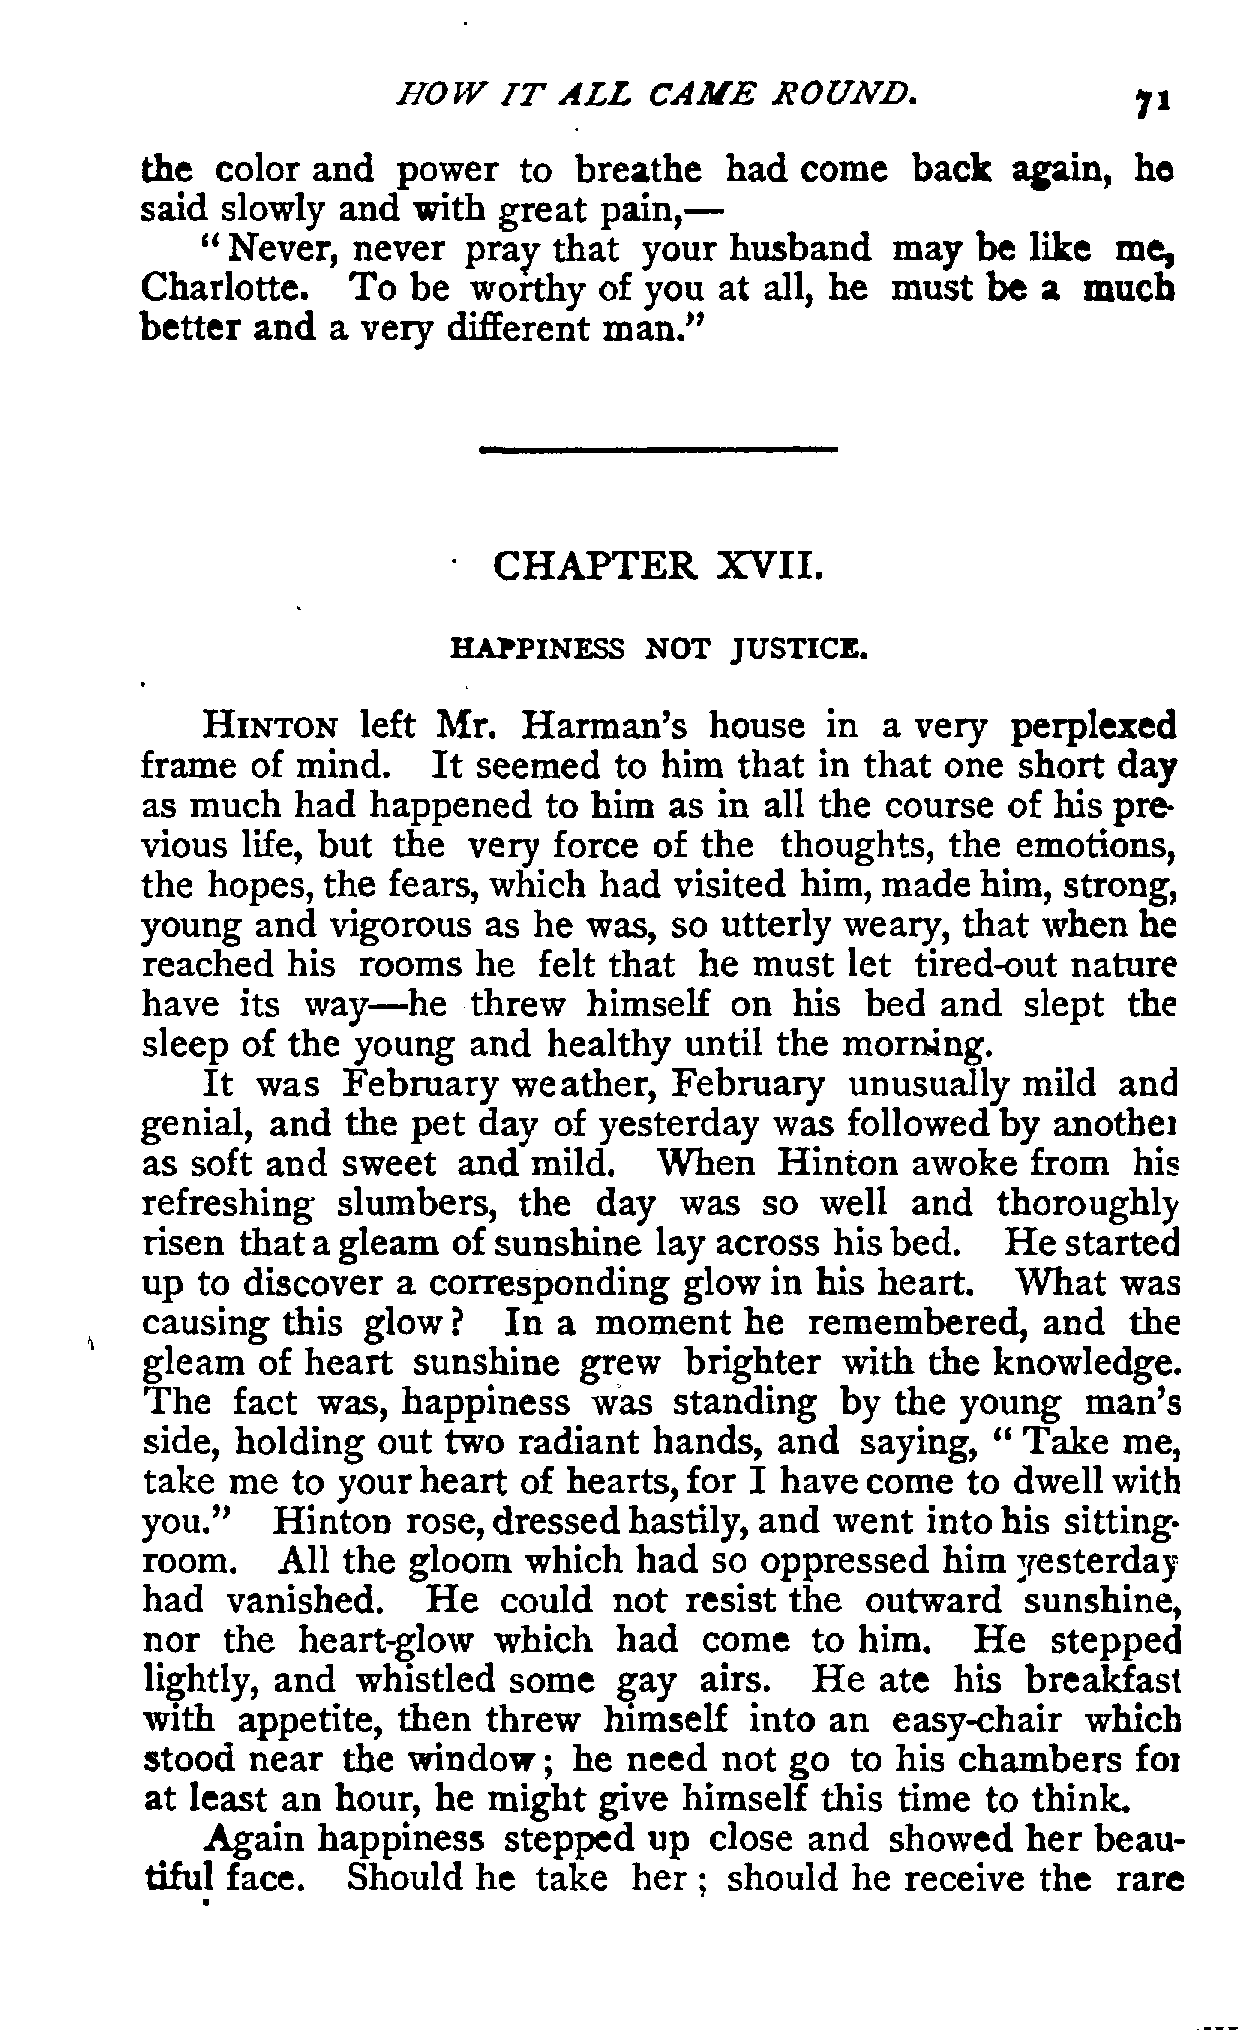 HOW IT ALL CAME ROUND. 71
the color and power to breathe had come back again, he
said slowly and with great pain,—
"Never, never pray that your husband may be like me,
Charlotte. To be worthy of you at all, he must be a much
better and a very different man."
CHAPTER XVII.
HAPPINESS NOT JUSTICE.
HINTON left Mr. Harman's house in a very perplexed
frame of mind. It seemed to him that in that one short day
as much had happened to him as in all the course of his pre-
vious life, but the very force of the thoughts, the emotions,
the hopes, the fears, which had visited him, made him, strong,
young and vigorous as he was, so utterly weary, that when he
reached his rooms he felt that he must let tired-out nature
have its way—he threw himself on his bed and slept the
sleep of the young and healthy until the morning.
It was February weather, February unusually mild and
genial, and the pet day of yesterday was followed by another
as soft and sweet and mild. When Hinton awoke from his
refreshing slumbers, the day was so well and thoroughly
risen that a gleam of sunshine lay across his bed. He started
up to discover a corresponding glow in his heart. What was
causing this glow? In a moment he remembered, and the
gleam of heart sunshine grew brighter with the knowledge.
The fact was, happiness was standing by the young man's
side, holding out two radiant hands, and saying, "Take me,
take me to your heart of hearts, for I have come to dwell with
you." Hinton rose, dressed hastily, and went into his sitting-
room. All the gloom which had so oppressed him yesterday
had vanished. He could not resist the outward sunshine,
nor the heart-glow which had come to him. He stepped
lightly, and whistled some gay airs. He ate his breakfast
with appetite, then threw himself into an easy-chair which
stood near the window; he need not go to his chambers for
at least an hour, he might give himself this time to think.
Again happiness stepped up close and showed her beau-
tiful face. Should he take her; should he receive the rare